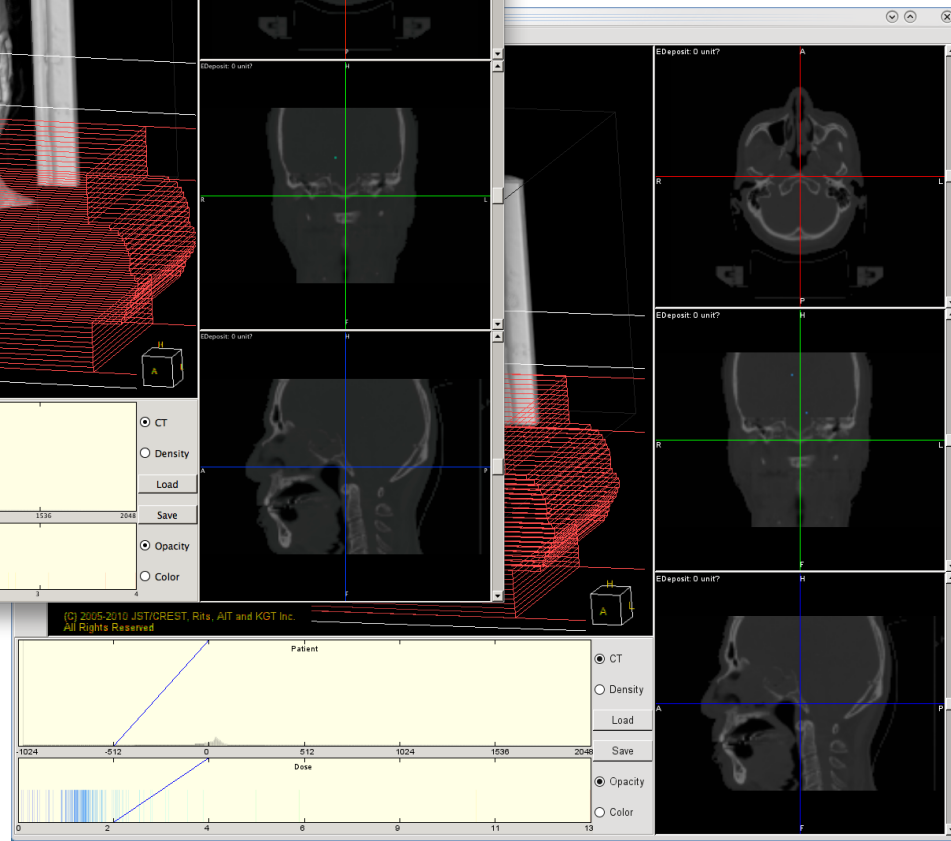 P
EDeposit: 0 unit?
H
R
L
F
EDeposit: 0 unit?
H
A
P
F
H
A
CT
Density
Load
Save
1536
2048
Opacity
Color
3
4
EDeposit: 0 unit?
A
R
L
P
EDeposit: 0 unit?
H
R
L
F
EDeposit: 0 unit?
H
A
P
F
H
A
L
(C) 2005-2010 JST/CREST, Rits, AIT and KGT Inc.
All Rights Reserved
Patient
-1024
-512
0
512
1024
1536
2048
CT
Density
Load
Save
Dose
0
2
4
6
9
11
13
Opacity
Color